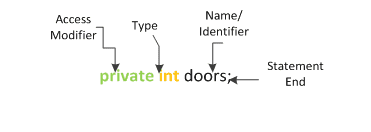 Access
Modifier
Type
Name/
Identifier
private int doors;
Statement
End